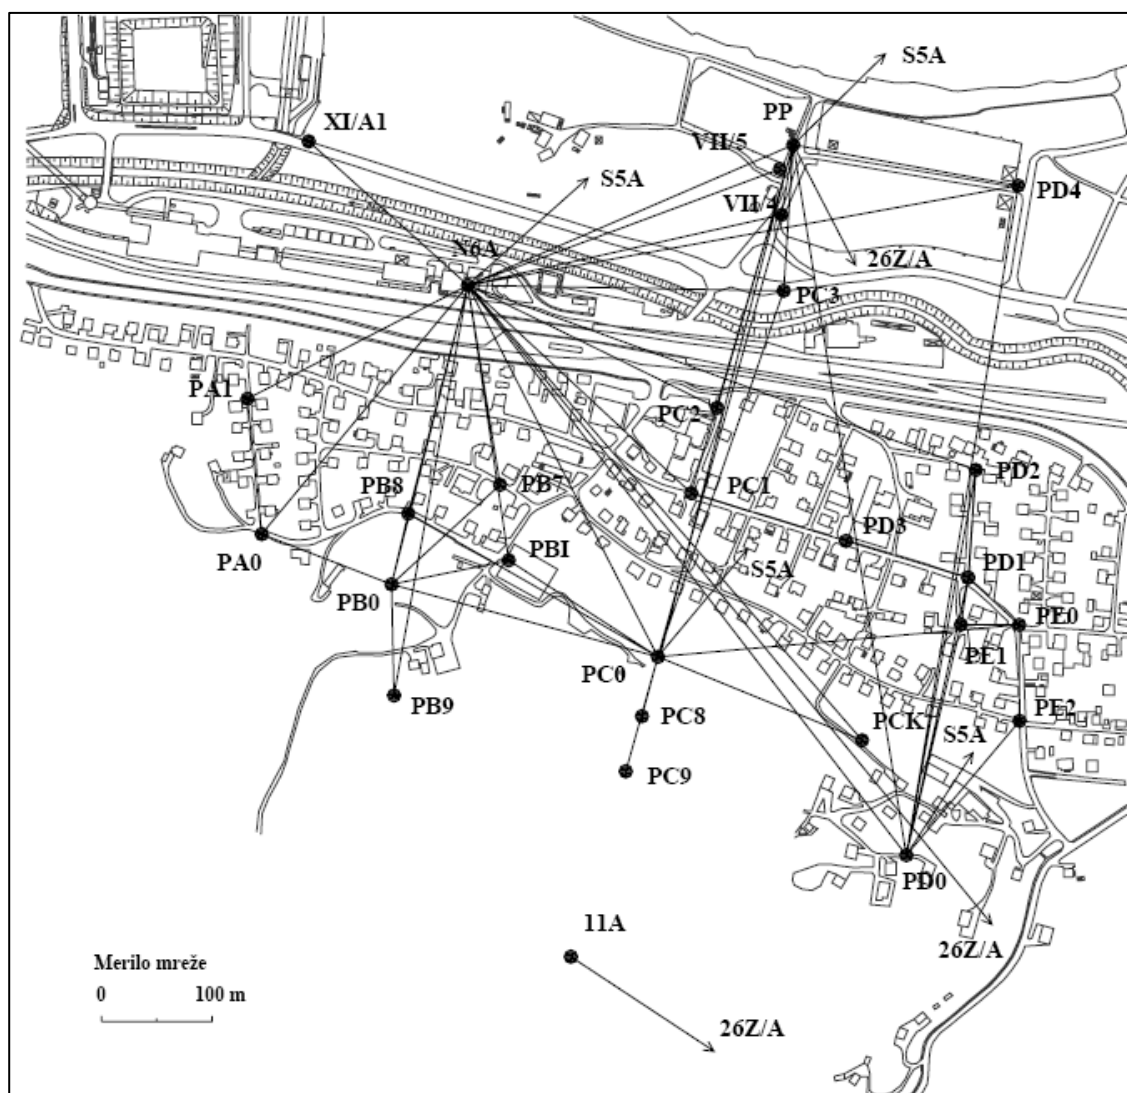 S5A
PP
XI/A1
VII/5
S5A
PD4
VII/4
N6A
26Ž/A
PC3
PA1
PC2
PD2
PB7
PC1
PB8
PD3
PBI
S5A
PA0
PD1
PB0
PE0
PE1
PC0
PB9
PC8
PCK
PE2
S5A
PC9
PD0
11A
26Z/A
Merilo mreže
0 100 m
26Z/A